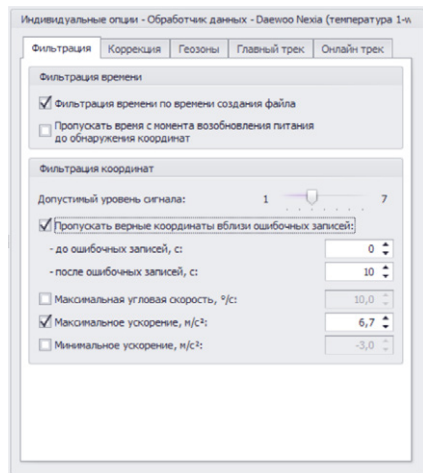 Индивидуальные опции - Обработчик данных - Daewoo Nexia (температура 1-w
Фильтрация Коррекция Геозоны Главный трек Онлайн трек
Фильтрация времени
Фильтрация времени по времени создания файла
Пропускать время с момента возобновления питания
до обнаружения координат
Фильтрация координат
Допустимый уровень сигнала: 1 7
Пропускать верные координаты вблизи ошибочных записей:
- до ошибочных записей, с: 0
- после ошибочных записей, с: 10
Максимальная угловая скорость, °/с: 10,0
Максимальное ускорение, м/с²: 6,7
Минимальное ускорение, м/с²: -3,0